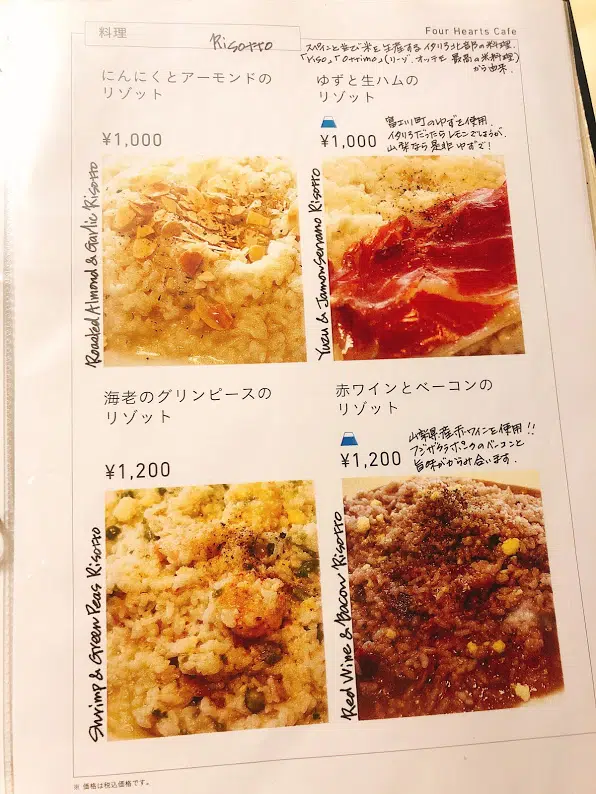 料理
Four Hearts Cafe
Risotto
スペインと並んで米を生産するイタリア北部の料理.
「Riso」「Ottimo」(リーゾ. オッティモ 最高の米料理)
から由来.
にんにくとアーモンドの
リゾット
¥1,000
Roasted Almond & Garlic Risotto
ゆずと生ハムの
リゾット
¥1,000
富士川町のゆずを使用.
イタリアだったらレモンでしょうが.
山梨なら是非ゆずで!
Yuzu & Jamon Serrano Risotto
海老のグリンピースの
リゾット
¥1,200
Shrimp & Green Peas Risotto
赤ワインとベーコンの
リゾット
¥1,200
山梨県産赤ワインを使用!!
フジザクラポークのベーコンと
旨味がからみ合います.
Red Wine & Bacon Risotto
※ 価格は税込価格です。